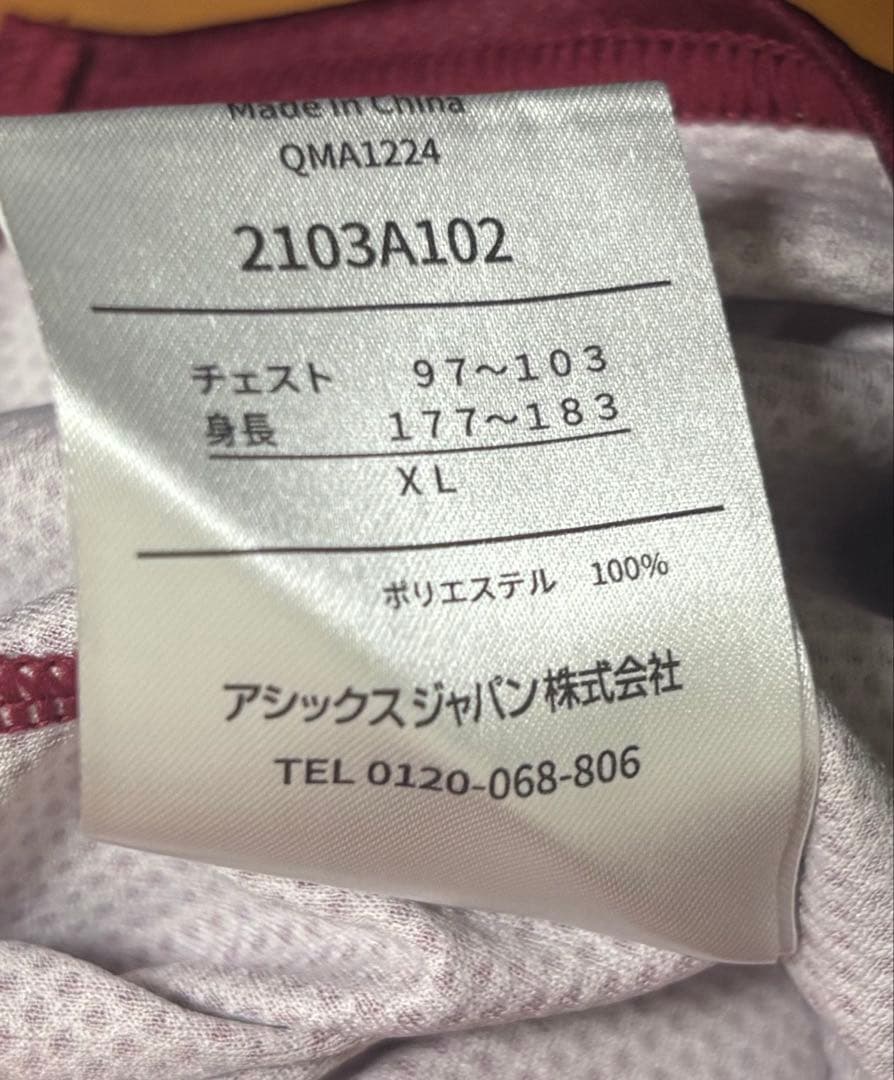 Made in China
QMA1224
2103A102
チェスト 97～103
身長 177～183
XL
ポリエステル 100%
アシックスジャパン株式会社
TEL 0120-068-806